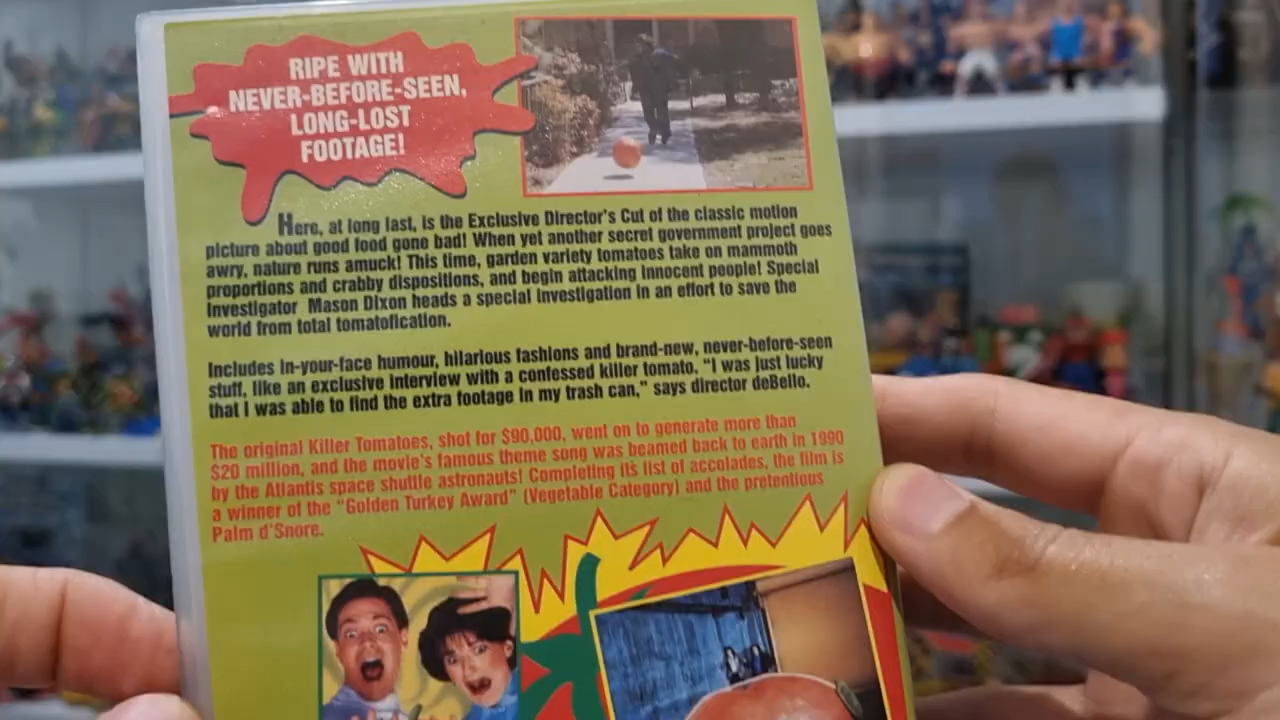 RIPE WITH
NEVER-BEFORE-SEEN,
LONG-LOST
FOOTAGE!
Here, at long last, is the Exclusive Director's Cut of the classic motion
picture about good food gone bad! When yet another secret government project goes
awry, nature runs amuck! This time, garden variety tomatoes take on mammoth
proportions and crabby dispositions, and begin attacking innocent people! Special
Investigator Mason Dixon heads a special investigation in an effort to save the
world from total tomatofication.
Includes in-your-face humour, hilarious fashions and brand-new, never-before-seen
stuff, like an exclusive interview with a confessed killer tomato. "I was just lucky
that I was able to find the extra footage in my trash can," says director deBello.
The original Killer Tomatoes, shot for $90,000, went on to generate more than
$20 million, and the movie's famous theme song was beamed back to earth in 1990
by the Atlantis space shuttle astronauts! Completing it's list of accolades, the film is
a winner of the "Golden Turkey Award" (Vegetable Category) and the pretentious
Palm d'Snore.